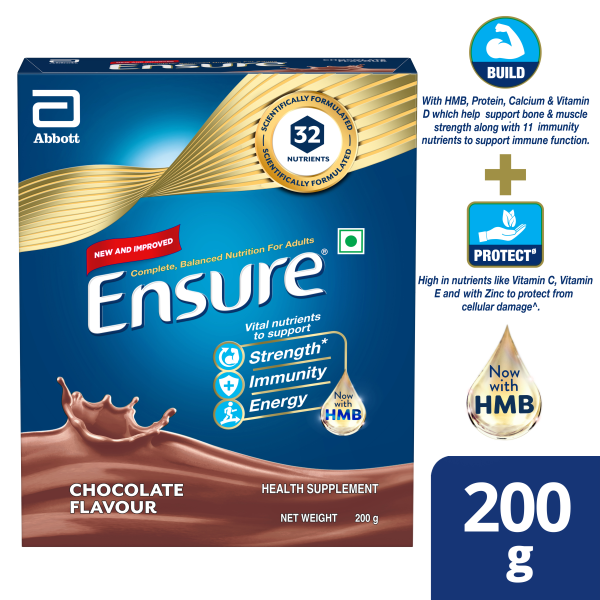 Ensure
Abbott
SCIENTIFICALLY FORMULATED
32
NUTRIENTS
SCIENTIFICALLY FORMULATED
NEW AND IMPROVED
Complete, Balanced Nutrition For Adults
Ensure®
Vital nutrients
to support
Strength*
Immunity
Energy
Now
with
HMB
CHOCOLATE
FLAVOUR
HEALTH SUPPLEMENT
NET WEIGHT 200 g
BUILD
With HMB, Protein, Calcium & Vitamin
D which help support bone & muscle
strength along with 11 immunity
nutrients to support immune function.
PROTECTø
High in nutrients like Vitamin C, Vitamin
E and with Zinc to protect from
cellular damage^.
Now
with
HMB
200
g